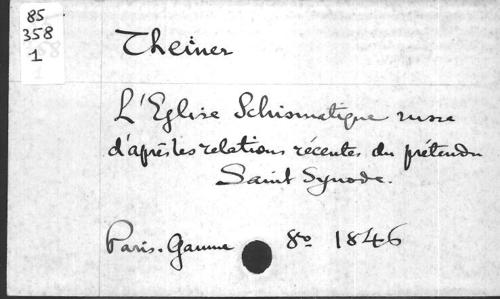 85
358
1
Theiner
L'Eglise Schismatique russe
d'après les relations récentes du prétendu
Saint Synode.
Paris. Gaume 8o 1846